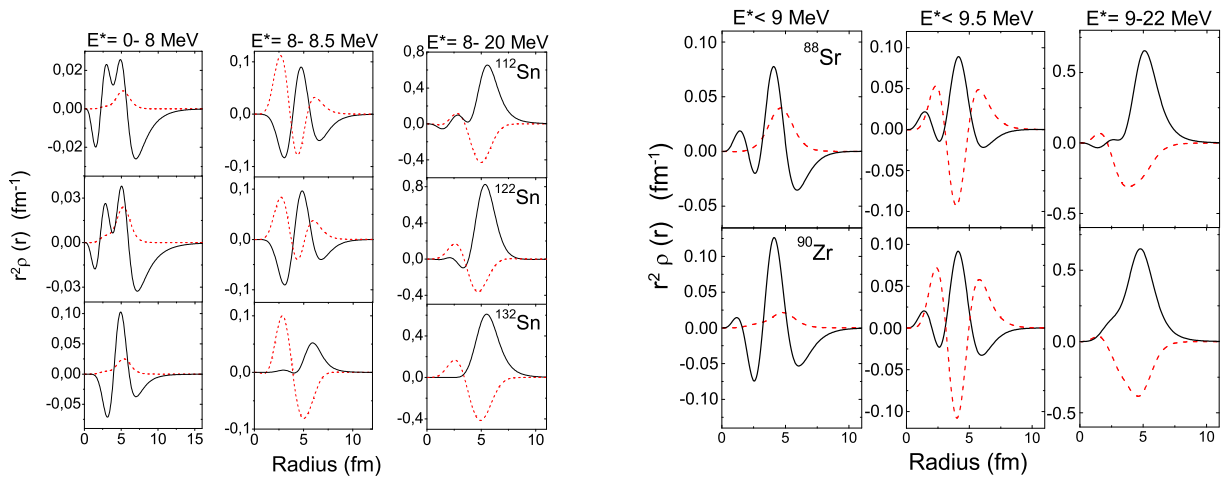 E*= 0- 8 MeV
E*= 8- 8.5 MeV
E*= 8- 20 MeV
0,02
0,00
-0,02
0,1
0,0
-0,1
0,8
0,4
0,0
-0,4
¹¹²Sn
0,03
0,00
-0,03
0,1
0,0
-0,1
0,8
0,4
0,0
-0,4
¹²²Sn
0,10
0,05
0,00
-0,05
0,1
0,0
-0,1
0,8
0,4
0,0
-0,4
¹³²Sn
0 5 10 15
0 5 10
0 5 10
r²ρ (r) (fm⁻¹)
Radius (fm)
E*< 9 MeV
E*< 9.5 MeV
E*= 9-22 MeV
0.10
0.05
0.00
-0.05
0.10
0.05
0.00
-0.05
-0.10
0.5
0.0
-0.5
⁸⁸Sr
0.10
0.05
0.00
-0.05
-0.10
0.10
0.05
0.00
-0.05
-0.10
0.5
0.0
-0.5
⁹⁰Zr
0 5 10
0 5 10
0 5 10
r² ρ (r) (fm⁻¹)
Radius (fm)